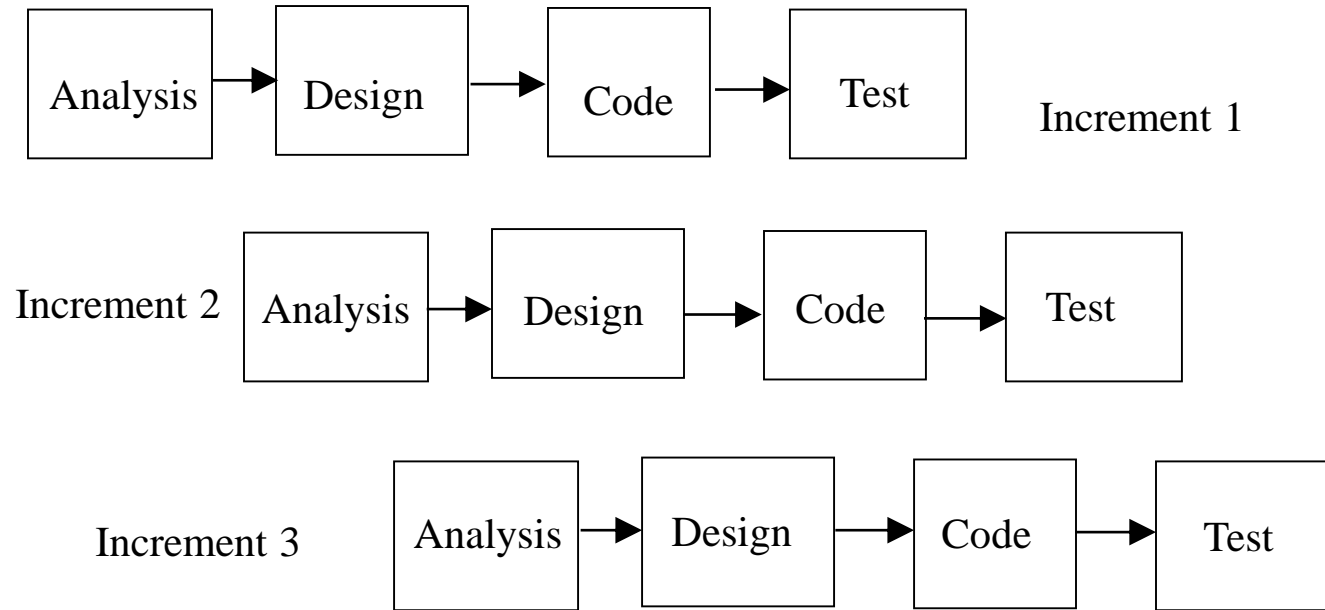 Analysis Design Code Test Increment 1
Increment 2 Analysis Design Code Test
Increment 3 Analysis Design Code Test